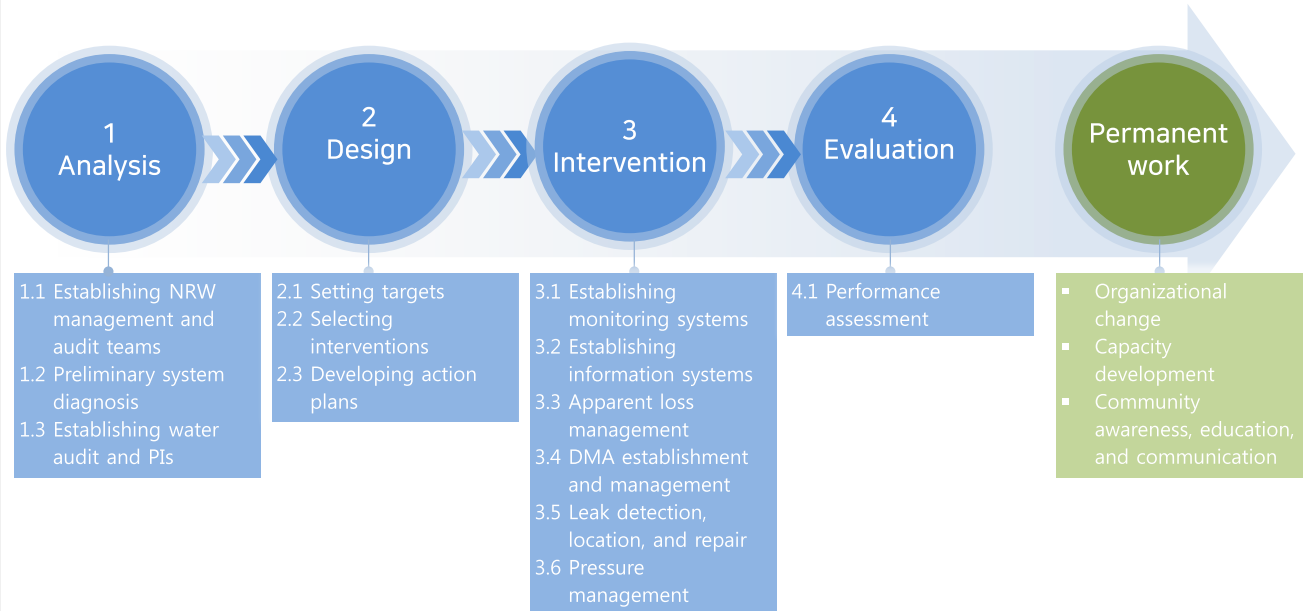 1
Analysis
2
Design
3
Intervention
4
Evaluation
Permanent
work
1.1 Establishing NRW
management and
audit teams
1.2 Preliminary system
diagnosis
1.3 Establishing water
audit and PIs
2.1 Setting targets
2.2 Selecting
interventions
2.3 Developing action
plans
3.1 Establishing
monitoring systems
3.2 Establishing
information systems
3.3 Apparent loss
management
3.4 DMA establishment
and management
3.5 Leak detection,
location, and repair
3.6 Pressure
management
4.1 Performance
assessment
▪ Organizational
change
▪ Capacity
development
▪ Community
awareness, education,
and communication